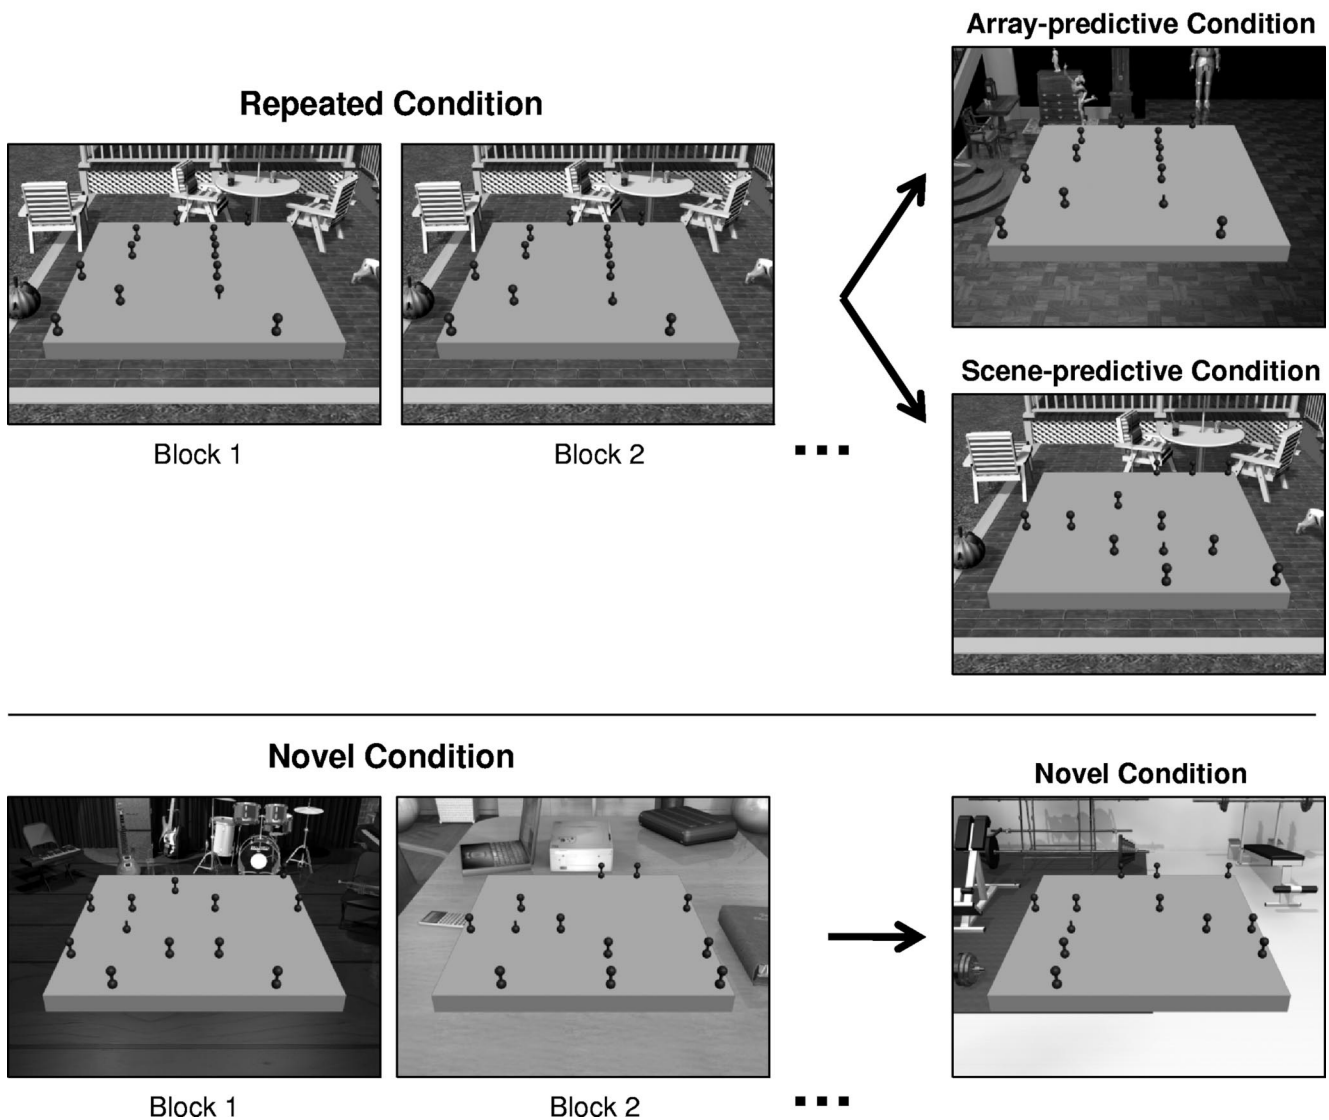 Array-predictive Condition
Repeated Condition
Block 1
Block 2
...
Scene-predictive Condition
Novel Condition
Novel Condition
Block 1
Block 2
...